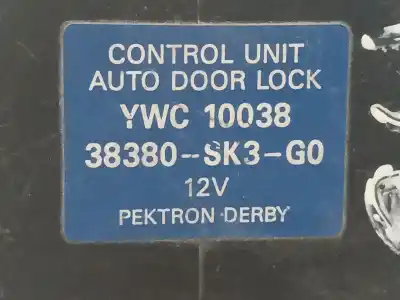 CONTROL UNIT
AUTO DOOR LOCK
YWC 10038
38380-SK3-G0
12V
PEKTRON DERBY